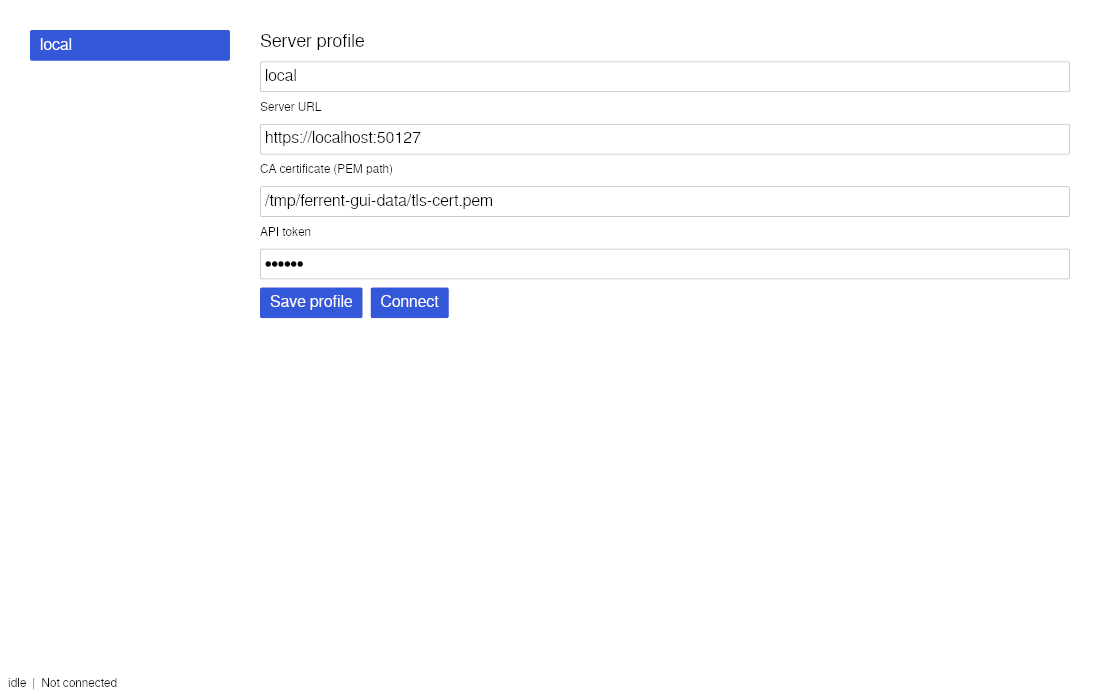 local
Server profile
local
Server URL
https://localhost:50127
CA certificate (PEM path)
/tmp/ferrent-gui-data/tls-cert.pem
API token
••••••
Save profile
Connect
idle | Not connected